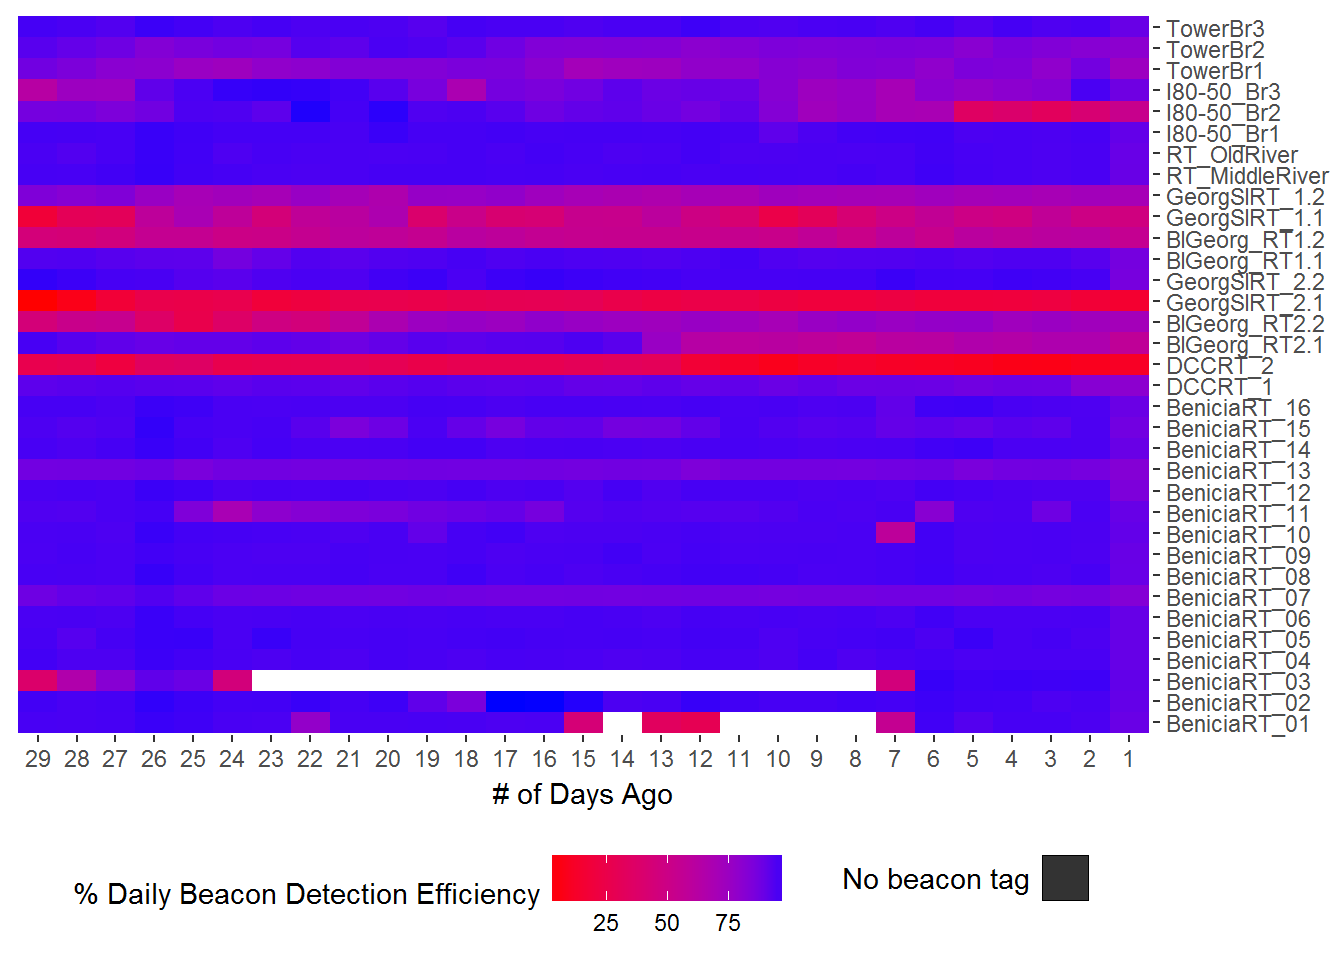 TowerBr3
TowerBr2
TowerBr1
I80-50_Br3
I80-50_Br2
I80-50_Br1
RT_OldRiver
RT_MiddleRiver
GeorgSlRT_1.2
GeorgSlRT_1.1
BlGeorg_RT1.2
BlGeorg_RT1.1
GeorgSlRT_2.2
GeorgSlRT_2.1
BlGeorg_RT2.2
BlGeorg_RT2.1
DCCRT_2
DCCRT_1
BeniciaRT_16
BeniciaRT_15
BeniciaRT_14
BeniciaRT_13
BeniciaRT_12
BeniciaRT_11
BeniciaRT_10
BeniciaRT_09
BeniciaRT_08
BeniciaRT_07
BeniciaRT_06
BeniciaRT_05
BeniciaRT_04
BeniciaRT_03
BeniciaRT_02
BeniciaRT_01
29 28 27 26 25 24 23 22 21 20 19 18 17 16 15 14 13 12 11 10 9 8 7 6 5 4 3 2 1
# of Days Ago
% Daily Beacon Detection Efficiency
25 50 75
No beacon tag